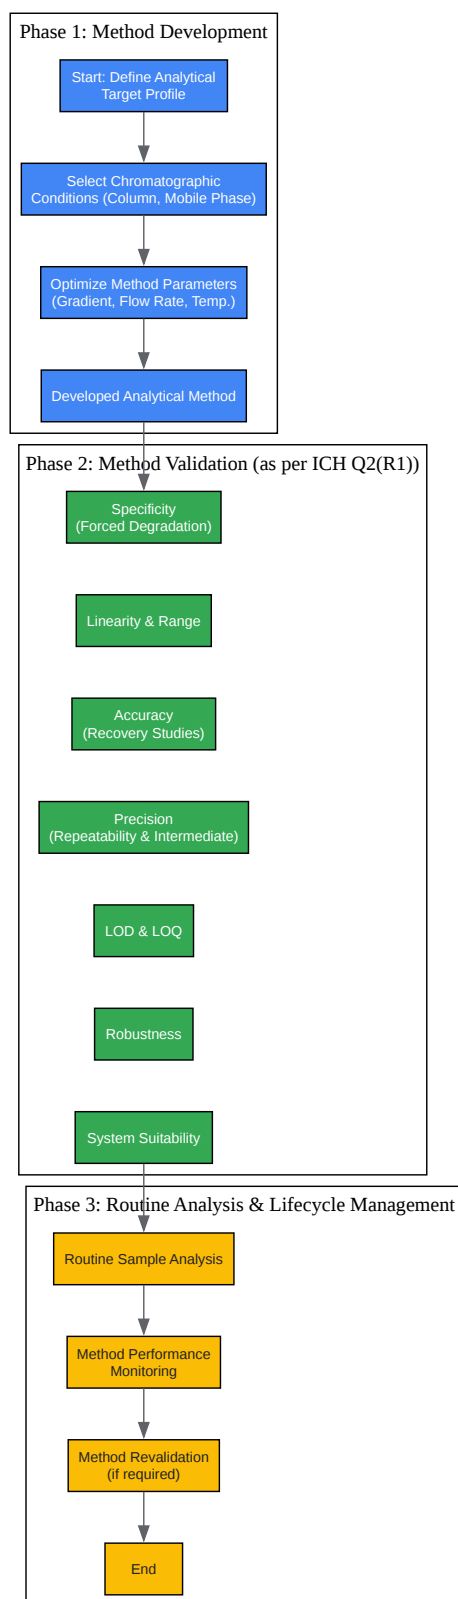 Phase 1: Method Development
Start: Define Analytical
Target Profile
Select Chromatographic
Conditions (Column, Mobile Phase)
Optimize Method Parameters
(Gradient, Flow Rate, Temp.)
Developed Analytical Method
Phase 2: Method Validation (as per ICH Q2(R1))
Specificity
(Forced Degradation)
Linearity & Range
Accuracy
(Recovery Studies)
Precision
(Repeatability & Intermediate)
LOD & LOQ
Robustness
System Suitability
Phase 3: Routine Analysis & Lifecycle Management
Routine Sample Analysis
Method Performance
Monitoring
Method Revalidation
(if required)
End